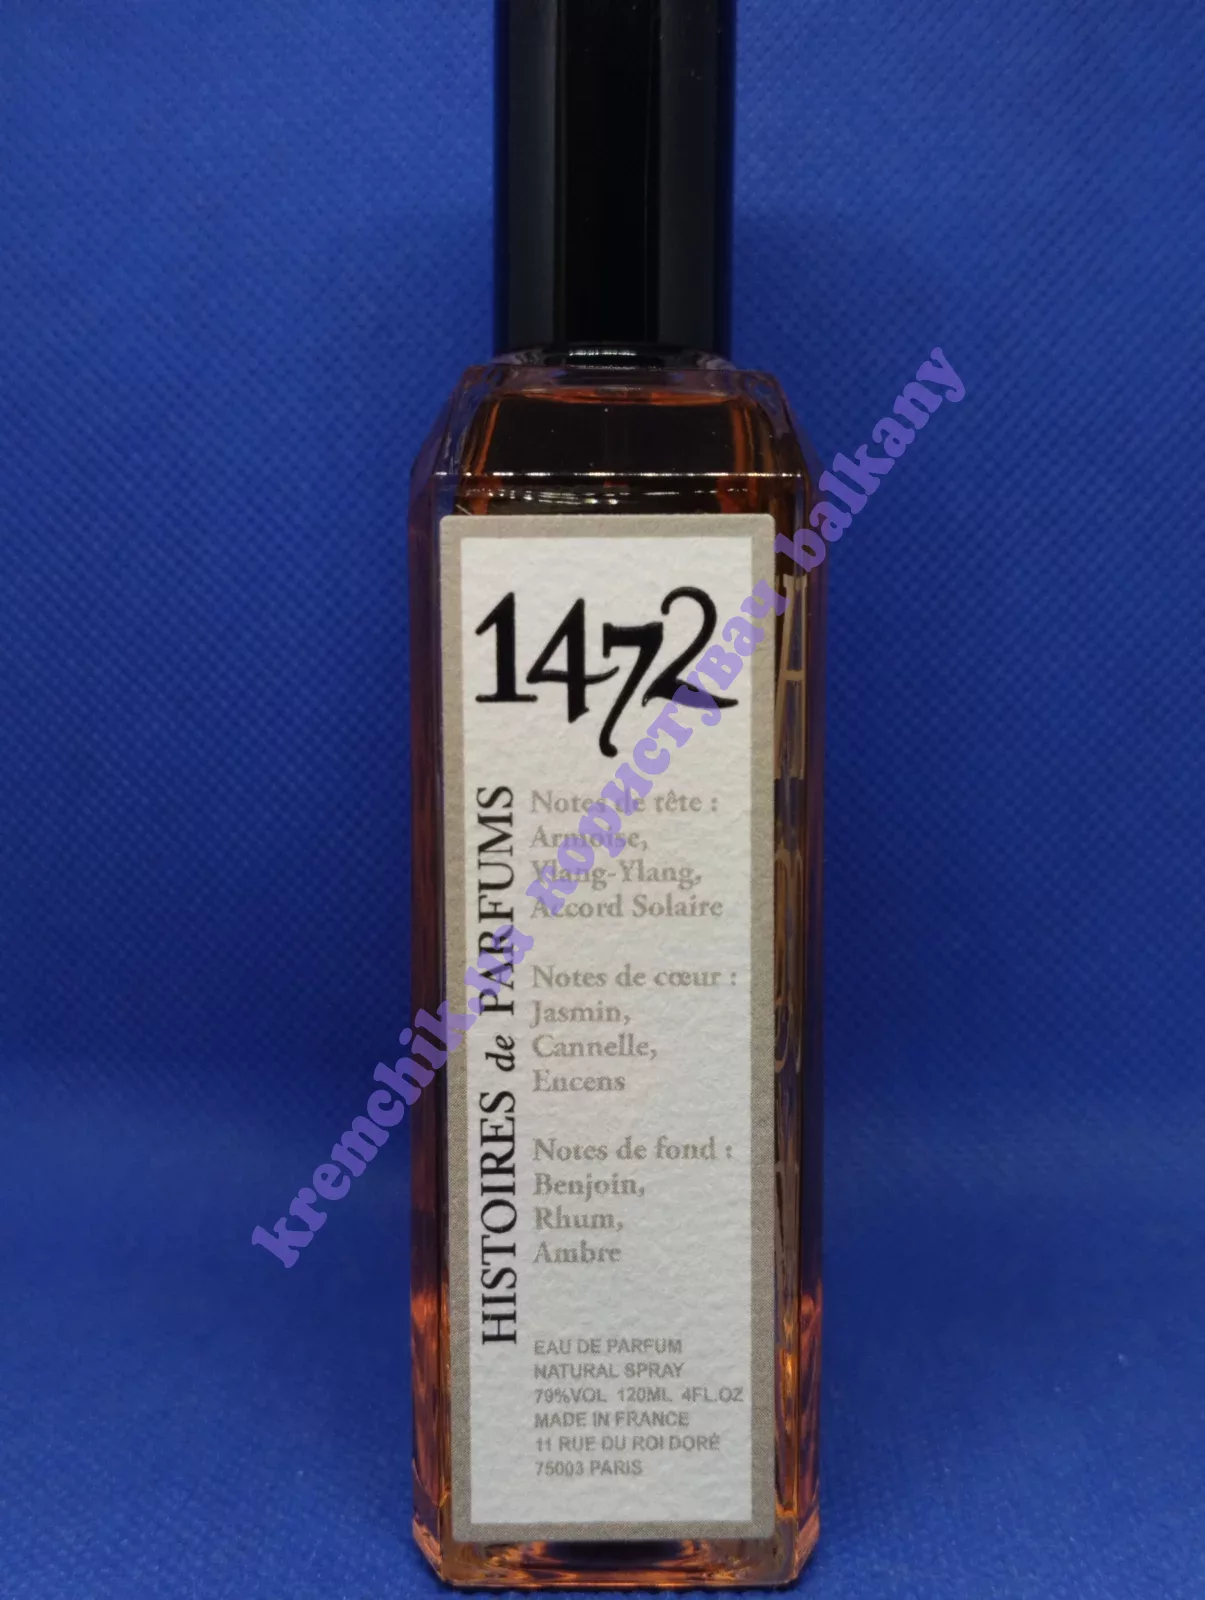 1472
HISTOIRES de PARFUMS
Notes de tête :
Armoise,
Ylang-Ylang,
Accord Solaire
Notes de cœur :
Jasmin,
Cannelle,
Encens
Notes de fond :
Benjoin,
Rhum,
Ambre
EAU DE PARFUM
NATURAL SPRAY
79%VOL 120ML 4FL.OZ
MADE IN FRANCE
11 RUE DU ROI DORÉ
75003 PARIS
kremchik.ua користувач balkany